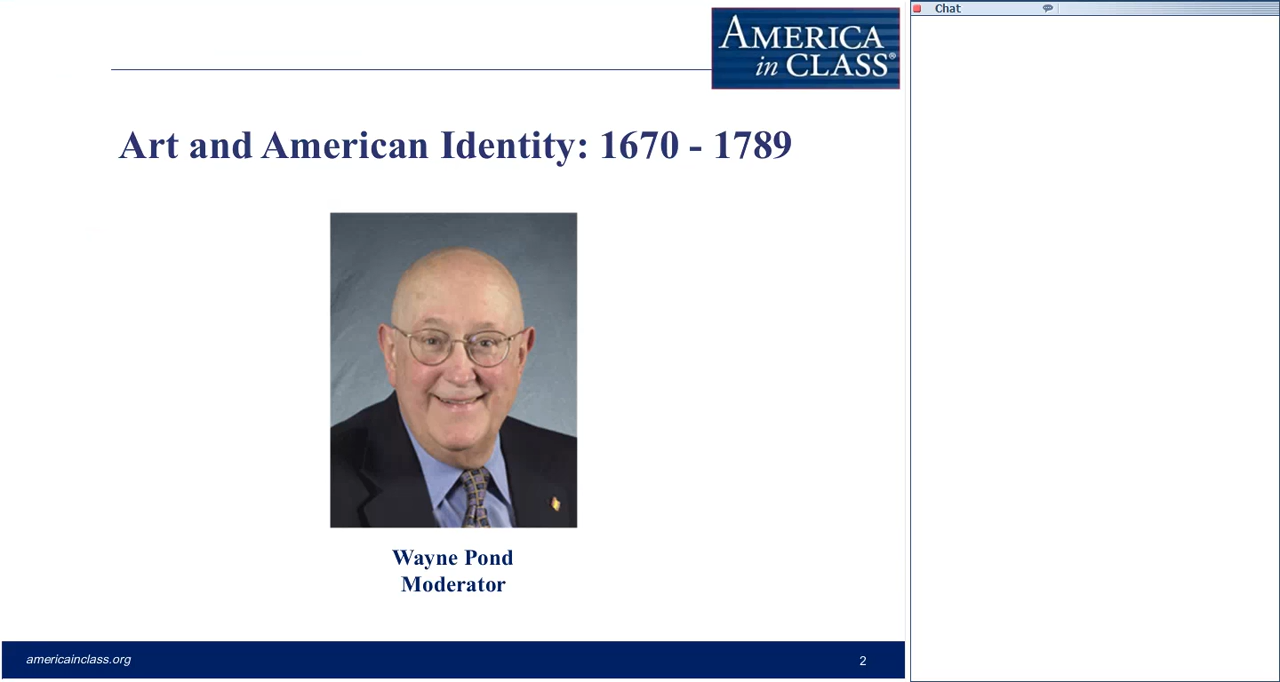 AMERICA
in CLASS®
Chat
Art and American Identity: 1670 - 1789
Wayne Pond
Moderator
americainclass.org
2